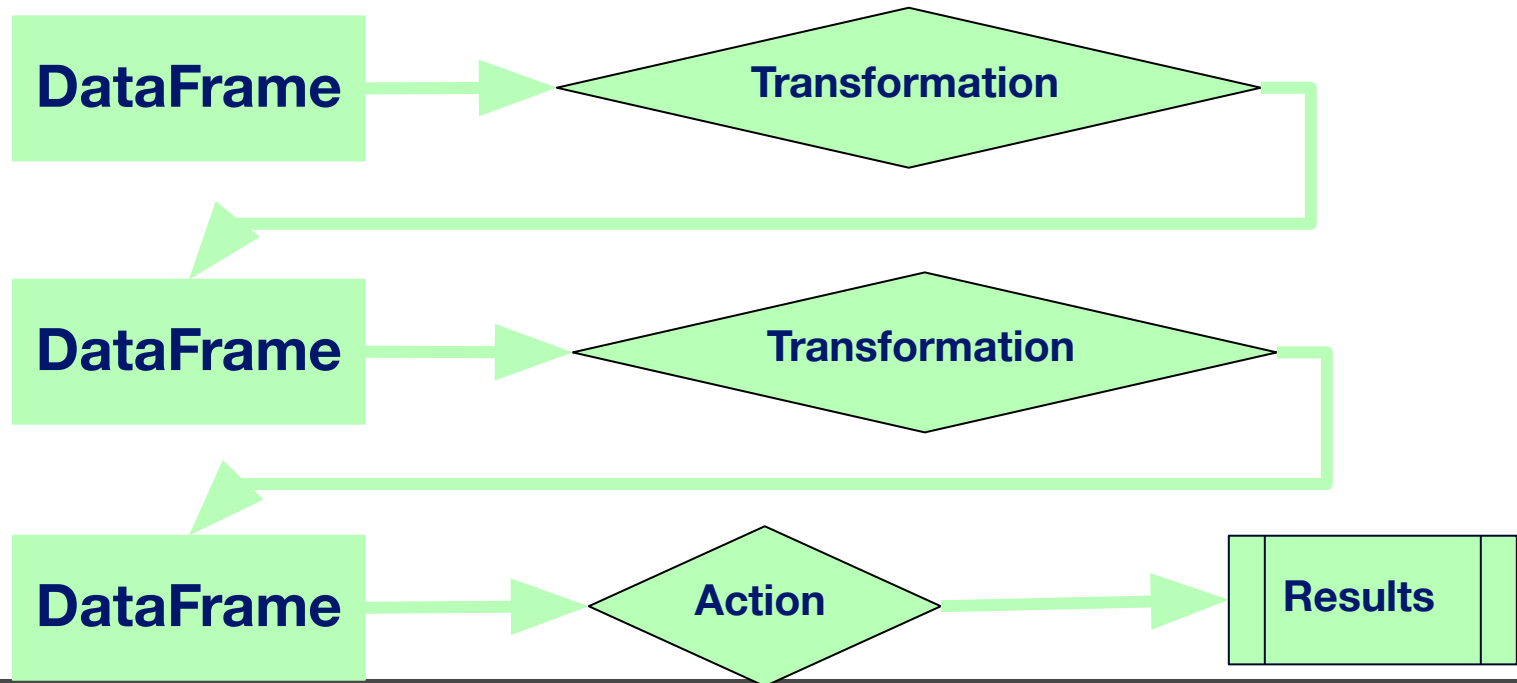 DataFrame
Transformation
DataFrame
Transformation
DataFrame
Action
Results